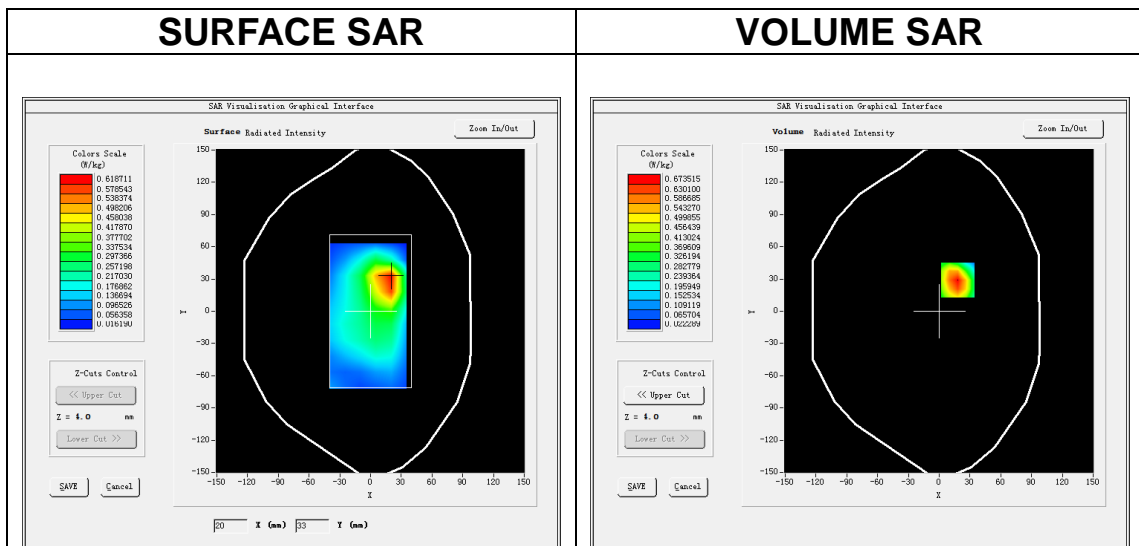 SURFACE SAR
VOLUME SAR
SAR Visualisation Graphical Interface
Surface Radiated Intensity
Zoom In/Out
Colors Scale
(W/kg)
0.618711
0.578543
0.538374
0.498206
0.458038
0.417870
0.377702
0.337534
0.297366
0.257198
0.217030
0.176862
0.136694
0.096526
0.056358
0.016190
150
120
90
60
30
0
-30
-60
-90
-120
-150
Y
-150 -120 -90 -60 -30 0 30 60 90 120 150
X
Z-Cuts Control
<< Upper Cut
Z = 4.0 mm
Lower Cut >>
SAVE Cancel
20 X (mm) 33 Y (mm)
SAR Visualisation Graphical Interface
Volume Radiated Intensity
Zoom In/Out
Colors Scale
(W/kg)
0.673515
0.630100
0.586685
0.543270
0.499855
0.456439
0.413024
0.369609
0.326194
0.282779
0.239364
0.195949
0.152534
0.109119
0.065704
0.022289
150
120
90
60
30
0
-30
-60
-90
-120
-150
Y
-150 -120 -90 -60 -30 0 30 60 90 120 150
X
Z-Cuts Control
<< Upper Cut
Z = 4.0 mm
Lower Cut >>
SAVE Cancel